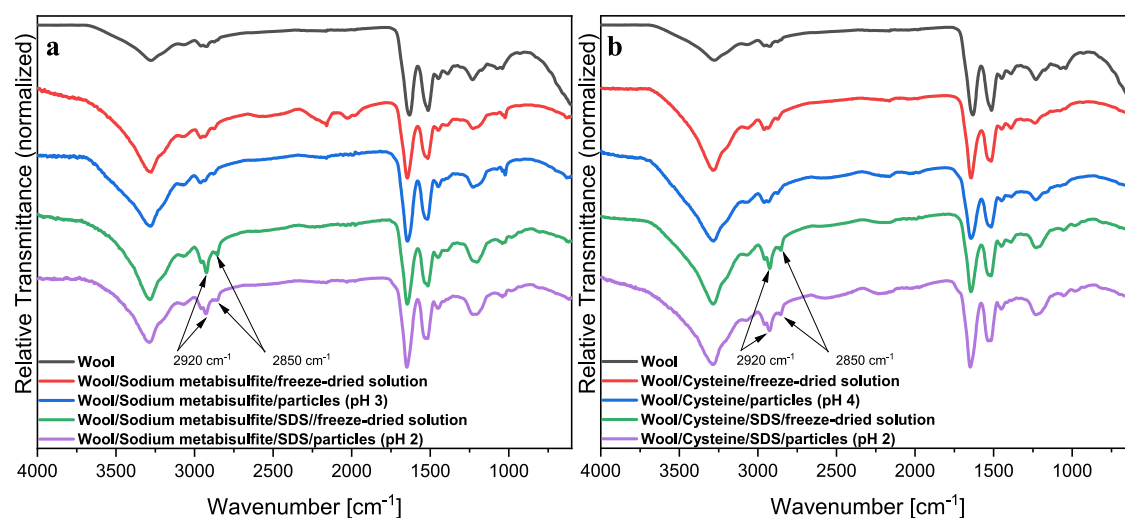 a
Relative Transmittance (normalized)
2920 cm⁻¹
2850 cm⁻¹
Wool
Wool/Sodium metabisulfite/freeze-dried solution
Wool/Sodium metabisulfite/particles (pH 3)
Wool/Sodium metabisulfite/SDS//freeze-dried solution
Wool/Sodium metabisulfite/SDS/particles (pH 2)
4000 3500 3000 2500 2000 1500 1000
Wavenumber [cm⁻¹]
b
Relative Transmittance (normalized)
2920 cm⁻¹
2850 cm⁻¹
Wool
Wool/Cysteine/freeze-dried solution
Wool/Cysteine/particles (pH 4)
Wool/Cysteine/SDS/freeze-dried solution
Wool/Cysteine/SDS/particles (pH 2)
4000 3500 3000 2500 2000 1500 1000
Wavenumber [cm⁻¹]